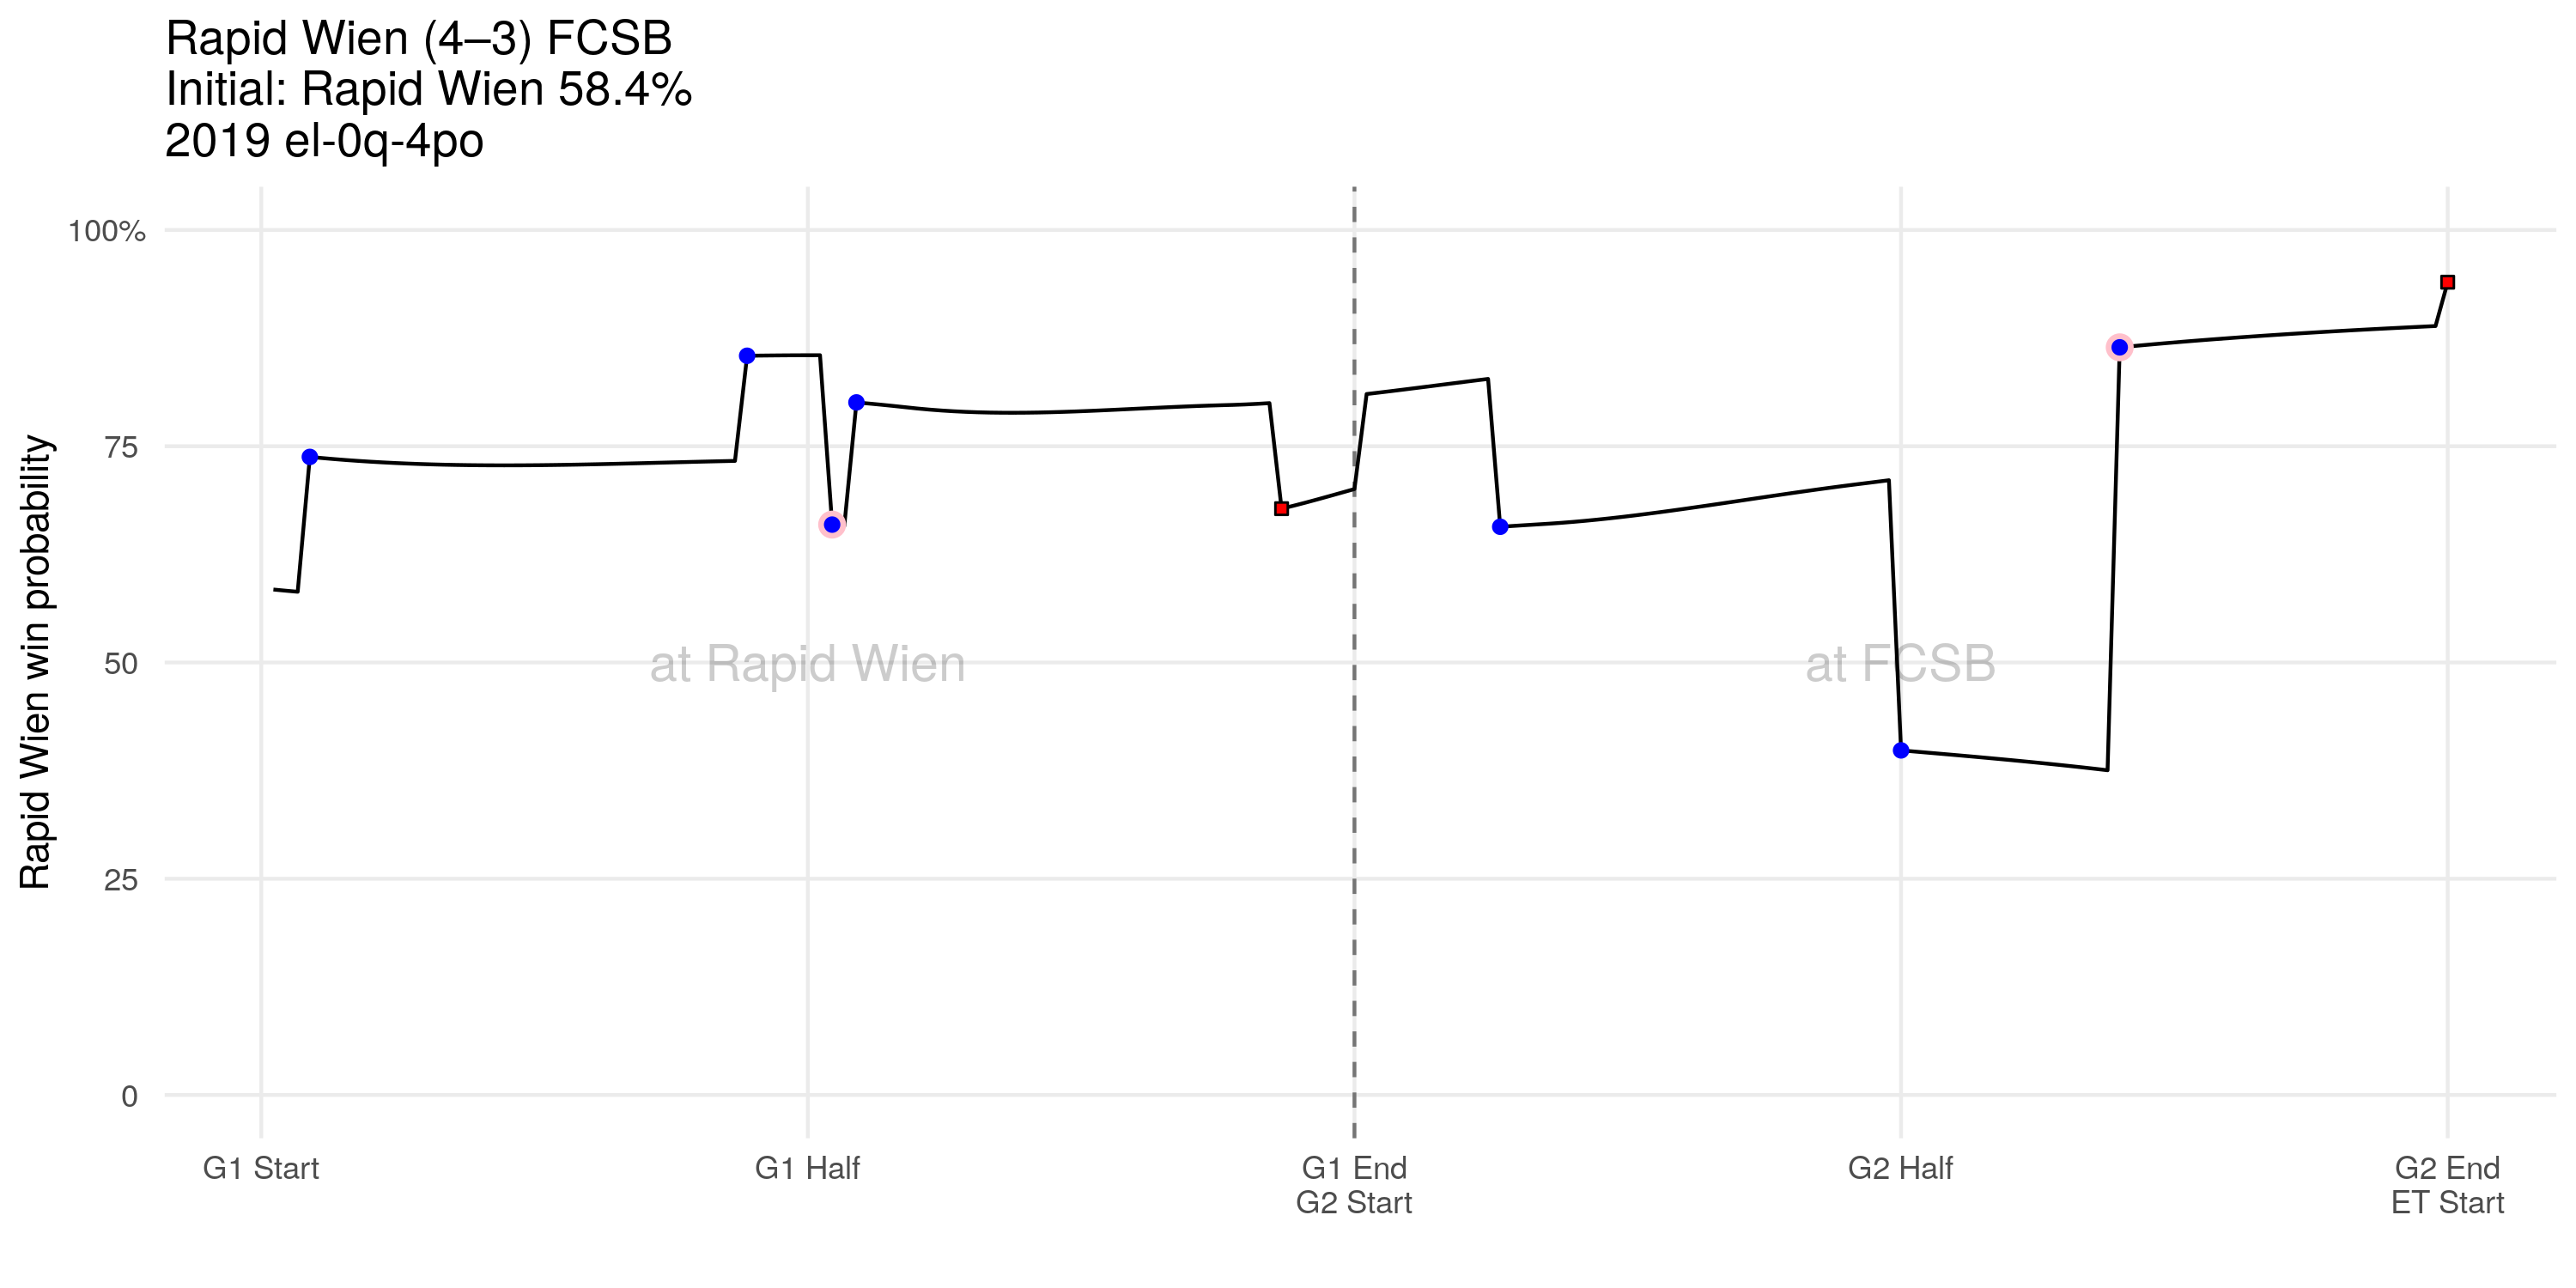 Rapid Wien (4–3) FCSB
Initial: Rapid Wien 58.4%
2019 el-0q-4po
Rapid Wien win probability
100%
75
50
25
0
at Rapid Wien
at FCSB
G1 Start
G1 Half
G1 End
G2 Start
G2 Half
G2 End
ET Start